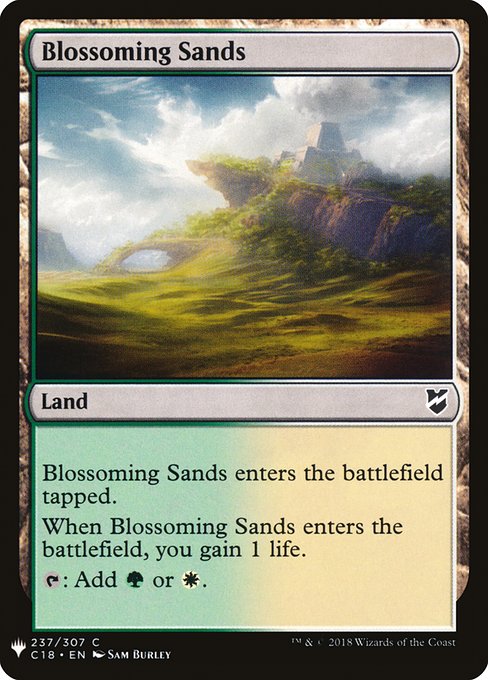 Blossoming Sands
Land
Blossoming Sands enters the battlefield
tapped.
When Blossoming Sands enters the
battlefield, you gain 1 life.
: Add or .
237/307 C
C18 • EN SAM BURLEY
™ & © 2018 Wizards of the Coast